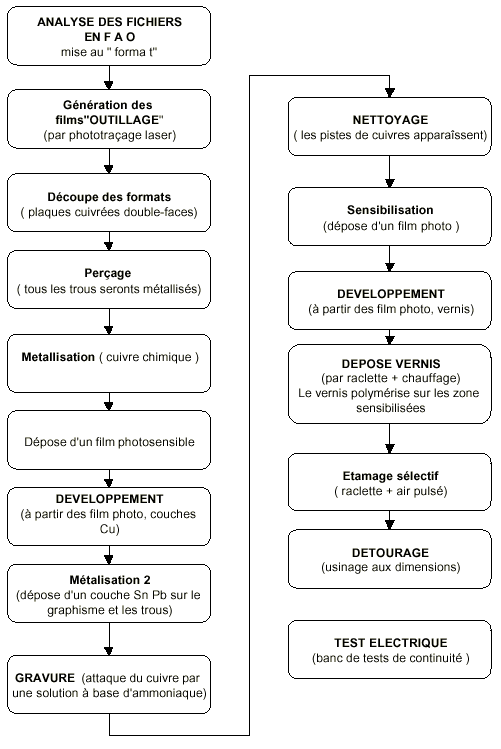 ANALYSE DES FICHIERS
EN F A O
mise au " forma t"
Génération des
films"OUTILLAGE"
(par phototraçage laser)
Découpe des formats
( plaques cuivrées double-faces)
Perçage
( tous les trous seronts métallisés)
Metallisation ( cuivre chimique )
Dépose d'un film photosensible
DEVELOPPEMENT
(à partir des film photo, couches
Cu)
Métalisation 2
(dépose d'un couche Sn Pb sur le
graphisme et les trous)
GRAVURE (attaque du cuivre par
une solution à base d'ammoniaque)
NETTOYAGE
( les pistes de cuivres apparaîssent)
Sensibilisation
(dépose d'un film photo )
DEVELOPPEMENT
(à partir des film photo, vernis)
DEPOSE VERNIS
(par raclette + chauffage)
Le vernis polymérise sur les zone
sensibilisées
Etamage sélectif
( raclette + air pulsé)
DETOURAGE
(usinage aux dimensions)
TEST ELECTRIQUE
(banc de tests de continuité )